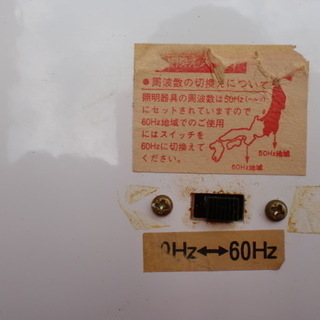 ●周波数の切換えについて
照明器具の周波数は50Hz
にセットされていますので
60Hz地域でのご使用
にはスイッチを
60Hzに切換えて
ください。
50Hz地域
60Hz地域
0Hz↔60Hz